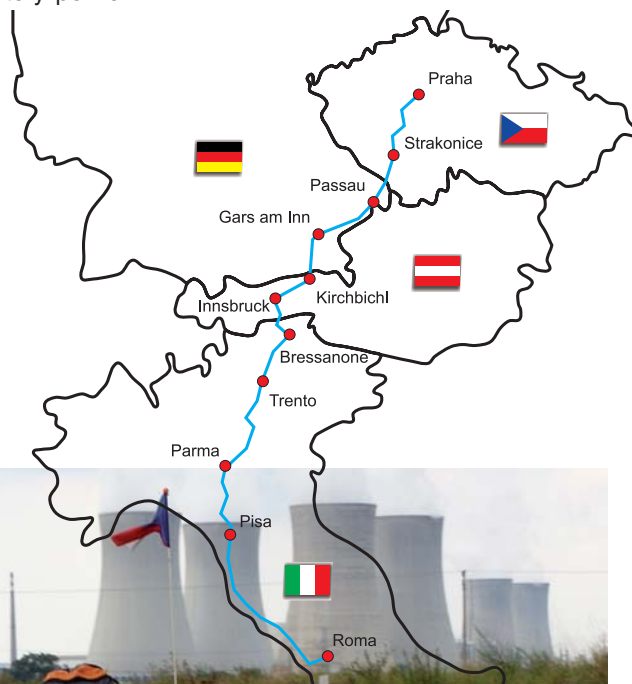 Praha
Strakonice
Passau
Gars am Inn
Kirchbichl
Innsbruck
Bressanone
Trento
Parma
Pisa
Roma